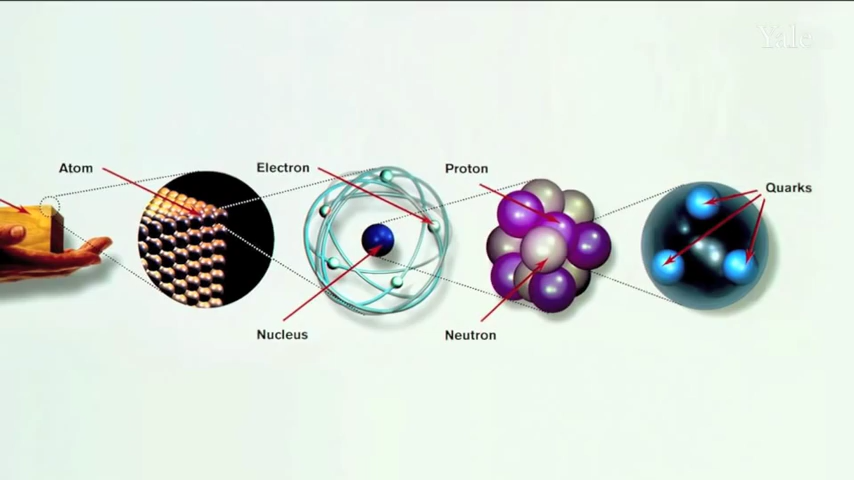 Yale
Atom
Electron
Proton
Quarks
Nucleus
Neutron